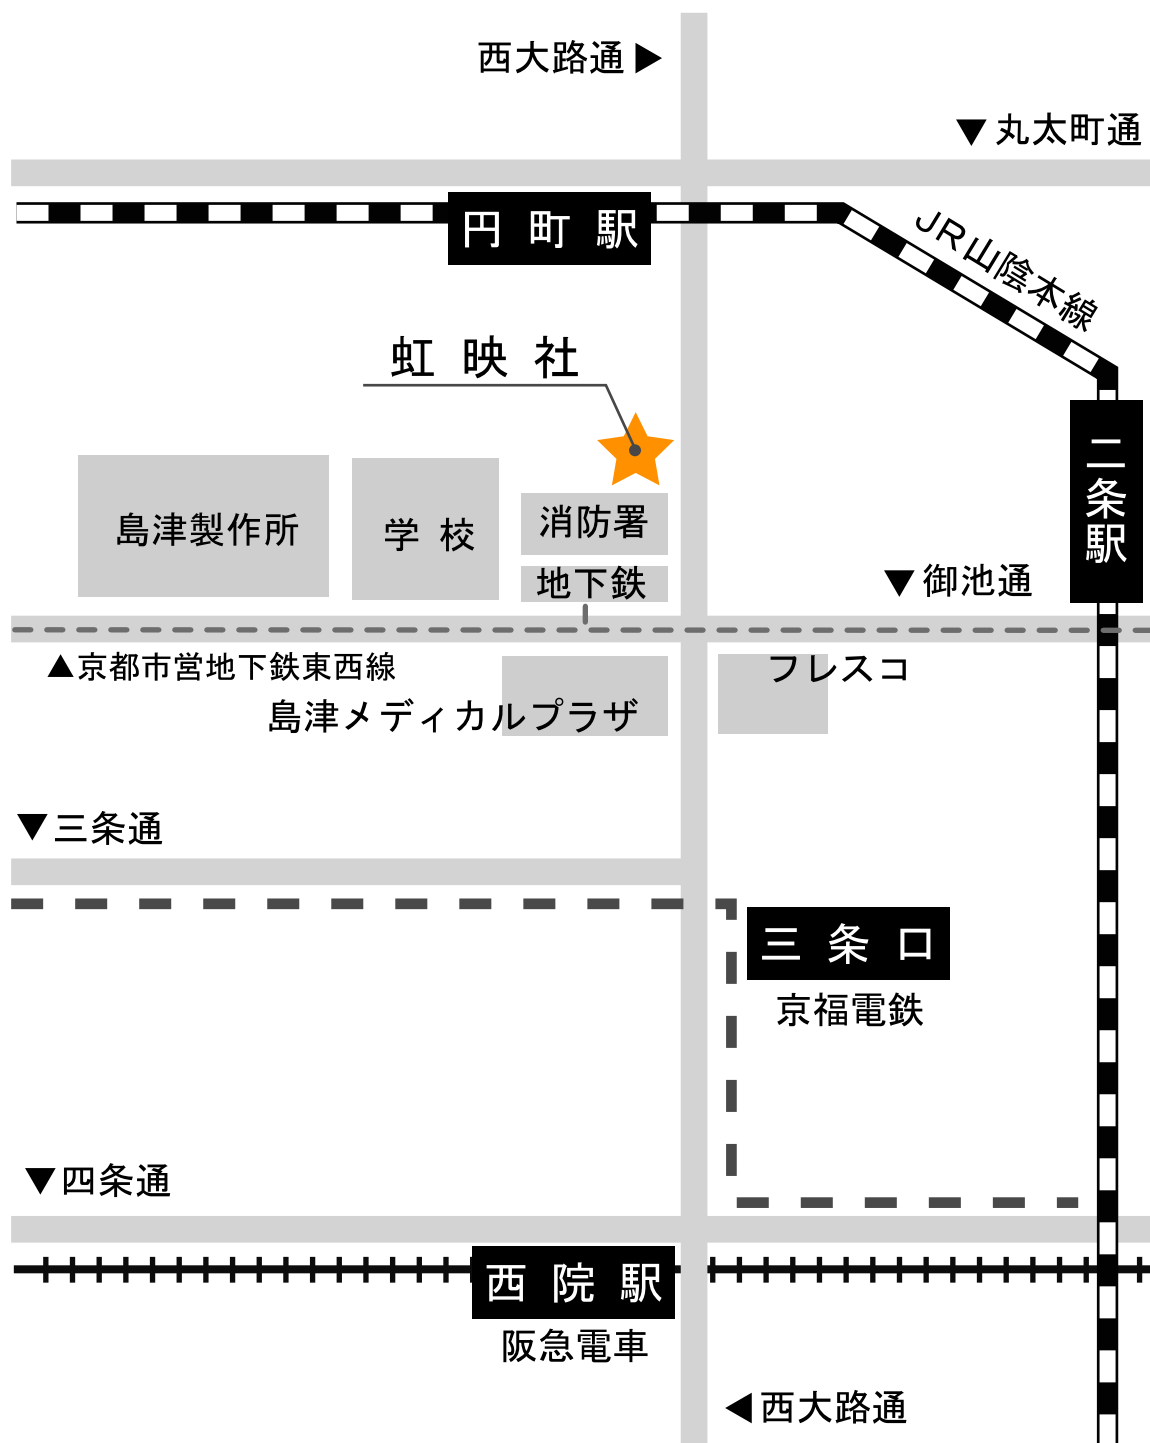 西大路通▶
▼丸太町通
円町駅
JR山陰本線
虹映社
二条駅
島津製作所
学校
消防署
地下鉄
▼御池通
▲京都市営地下鉄東西線
フレスコ
島津メディカルプラザ
▼三条通
三条口
京福電鉄
▼四条通
西院駅
阪急電車
◀西大路通